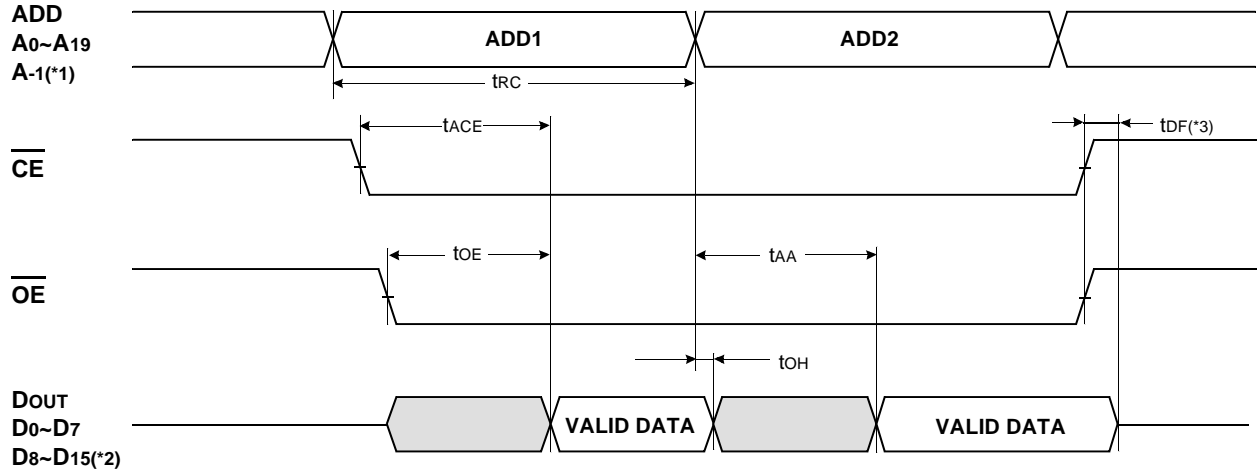 ADD
A0~A19
A-1(*1)
ADD1
ADD2
tRC
tACE
tDF(*3)
CE
tOE
tAA
OE
tOH
DOUT
D0~D7
D8~D15(*2)
VALID DATA
VALID DATA